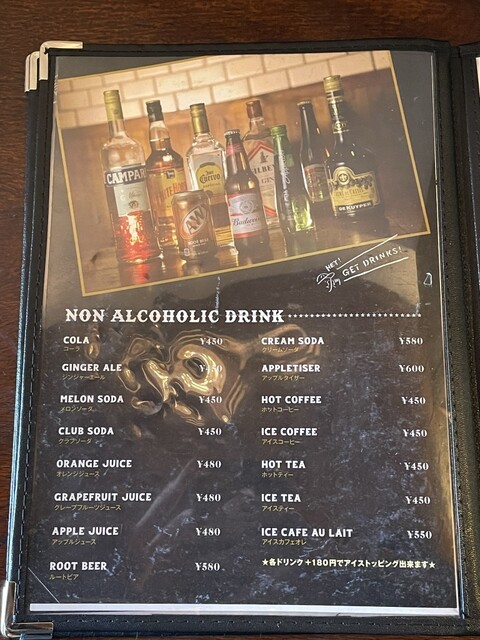 CAMPARI
Jose
Cuervo
GILBEY'S
GIN
A&W
ROOT BEER
Budweiser
DE KUYPER
HEY!
GET DRINKS!
NON ALCOHOLIC DRINK
COLA ¥450
コーラ
GINGER ALE ¥450
ジンジャーエール
MELON SODA ¥450
メロンソーダ
CLUB SODA ¥450
クラブソーダ
ORANGE JUICE ¥480
オレンジジュース
GRAPEFRUIT JUICE ¥480
グレープフルーツジュース
APPLE JUICE ¥480
アップルジュース
ROOT BEER ¥580
ルートビア
CREAM SODA ¥580
クリームソーダ
APPLETISER ¥600
アップルタイザー
HOT COFFEE ¥450
ホットコーヒー
ICE COFFEE ¥450
アイスコーヒー
HOT TEA ¥450
ホットティー
ICE TEA ¥450
アイスティー
ICE CAFE AU LAIT ¥550
アイスカフェオレ
★各ドリンク+180円でアイストッピング出来ます★